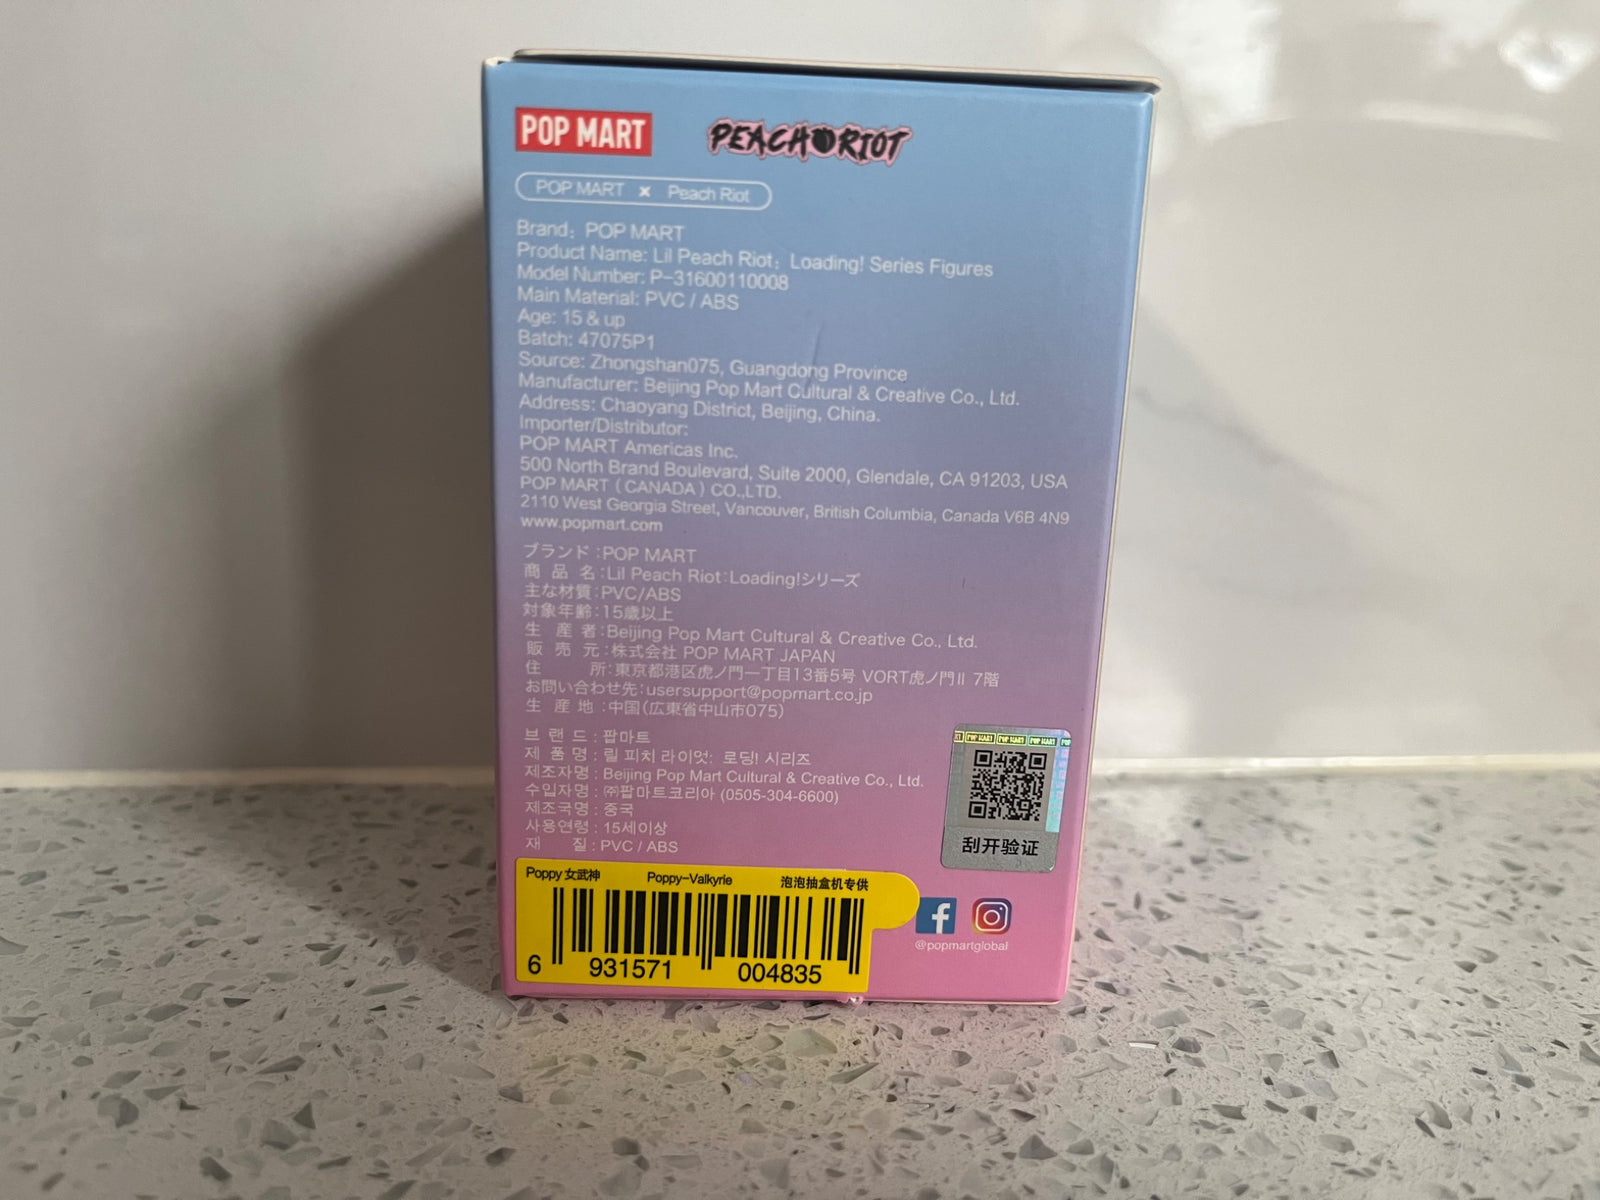 POP MART
PEACH RIOT
POP MART × Peach Riot
Brand: POP MART
Product Name: Lil Peach Riot: Loading! Series Figures
Model Number: P-31600110008
Main Material: PVC / ABS
Age: 15 & up
Batch: 47075P1
Source: Zhongshan075, Guangdong Province
Manufacturer: Beijing Pop Mart Cultural & Creative Co., Ltd.
Address: Chaoyang District, Beijing, China.
Importer/Distributor:
POP MART Americas Inc.
500 North Brand Boulevard, Suite 2000, Glendale, CA 91203, USA
POP MART (CANADA) CO.,LTD.
2110 West Georgia Street, Vancouver, British Columbia, Canada V6B 4N9
www.popmart.com
ブランド:POP MART
商品名:Lil Peach Riot:Loading!シリーズ
主な材質:PVC/ABS
対象年齢:15歳以上
生産者:Beijing Pop Mart Cultural & Creative Co., Ltd.
販売元:株式会社 POP MART JAPAN
住所:東京都港区虎ノ門一丁目13番5号 VORT虎ノ門II 7階
お問い合わせ先:usersupport@popmart.co.jp
生産地:中国(広東省中山市075)
브랜드: 팝마트
제품명: 릴 피치 라이엇: 로딩! 시리즈
제조자명: Beijing Pop Mart Cultural & Creative Co., Ltd.
수입자명: ㈜팝마트코리아 (0505-304-6600)
제조국명: 중국
사용연령: 15세이상
재질: PVC / ABS
POP MART POP MART POP MART
刮开验证
Poppy 女武神 Poppy-Valkyrie 泡泡抽盒机专供
6 931571 004835
@popmartglobal